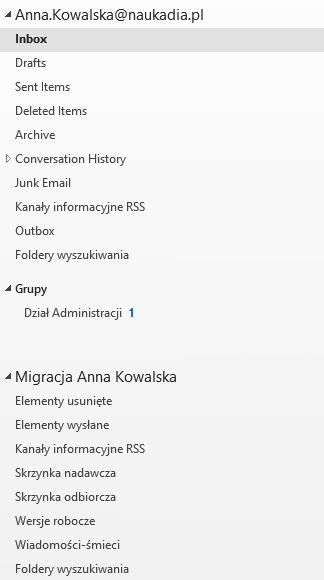 Anna.Kowalska@naukadia.pl
Inbox
Drafts
Sent Items
Deleted Items
Archive
Conversation History
Junk Email
Kanały informacyjne RSS
Outbox
Foldery wyszukiwania
Grupy
Dział Administracji 1
Migracja Anna Kowalska
Elementy usunięte
Elementy wysłane
Kanały informacyjne RSS
Skrzynka nadawcza
Skrzynka odbiorcza
Wersje robocze
Wiadomości-śmieci
Foldery wyszukiwania